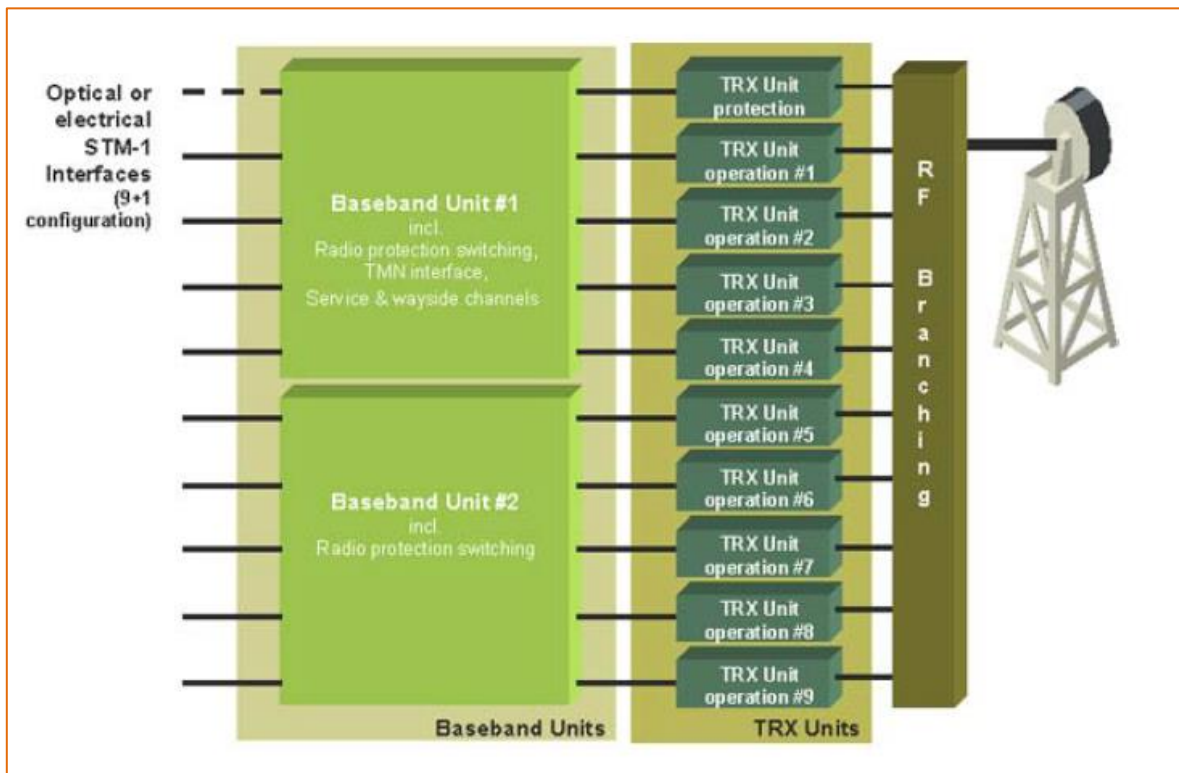 Optical or
electrical
STM-1
Interfaces
(9+1
configuration)
Baseband Unit #1
incl.
Radio protection switching,
TMN interface,
Service & wayside channels
Baseband Unit #2
incl.
Radio protection switching
Baseband Units
TRX Unit
protection
TRX Unit
operation #1
TRX Unit
operation #2
TRX Unit
operation #3
TRX Unit
operation #4
TRX Unit
operation #5
TRX Unit
operation #6
TRX Unit
operation #7
TRX Unit
operation #8
TRX Unit
operation #9
TRX Units
RF Branching